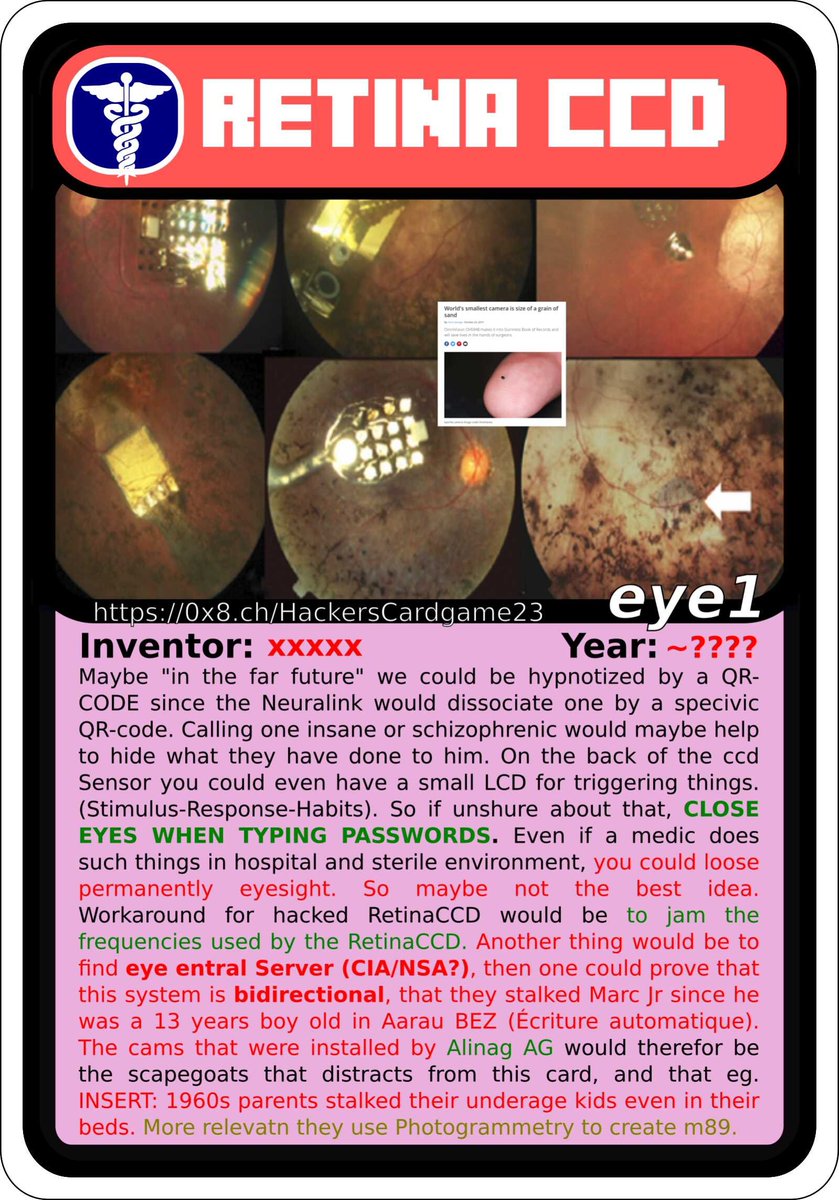 RETINA CCD
World's smallest camera is size of a grain of
sand
https://0x8.ch/HackersCardgame23
eye1
Inventor: xxxxx Year: ~????
Maybe "in the far future" we could be hypnotized by a QR-
CODE since the Neuralink would dissociate one by a specivic
QR-code. Calling one insane or schizophrenic would maybe help
to hide what they have done to him. On the back of the ccd
Sensor you could even have a small LCD for triggering things.
(Stimulus-Response-Habits). So if unshure about that, CLOSE
EYES WHEN TYPING PASSWORDS. Even if a medic does
such things in hospital and sterile environment, you could loose
permanently eyesight. So maybe not the best idea.
Workaround for hacked RetinaCCD would be to jam the
frequencies used by the RetinaCCD. Another thing would be to
find eye entral Server (CIA/NSA?), then one could prove that
this system is bidirectional, that they stalked Marc Jr since he
was a 13 years boy old in Aarau BEZ (Écriture automatique).
The cams that were installed by Alinag AG would therefor be
the scapegoats that distracts from this card, and that eg.
INSERT: 1960s parents stalked their underage kids even in their
beds. More relevatn they use Photogrammetry to create m89.